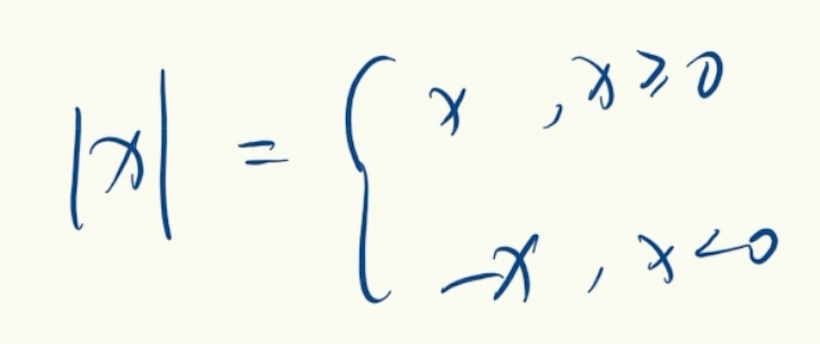 |x| = { x , x ≥ 0
-x , x < 0